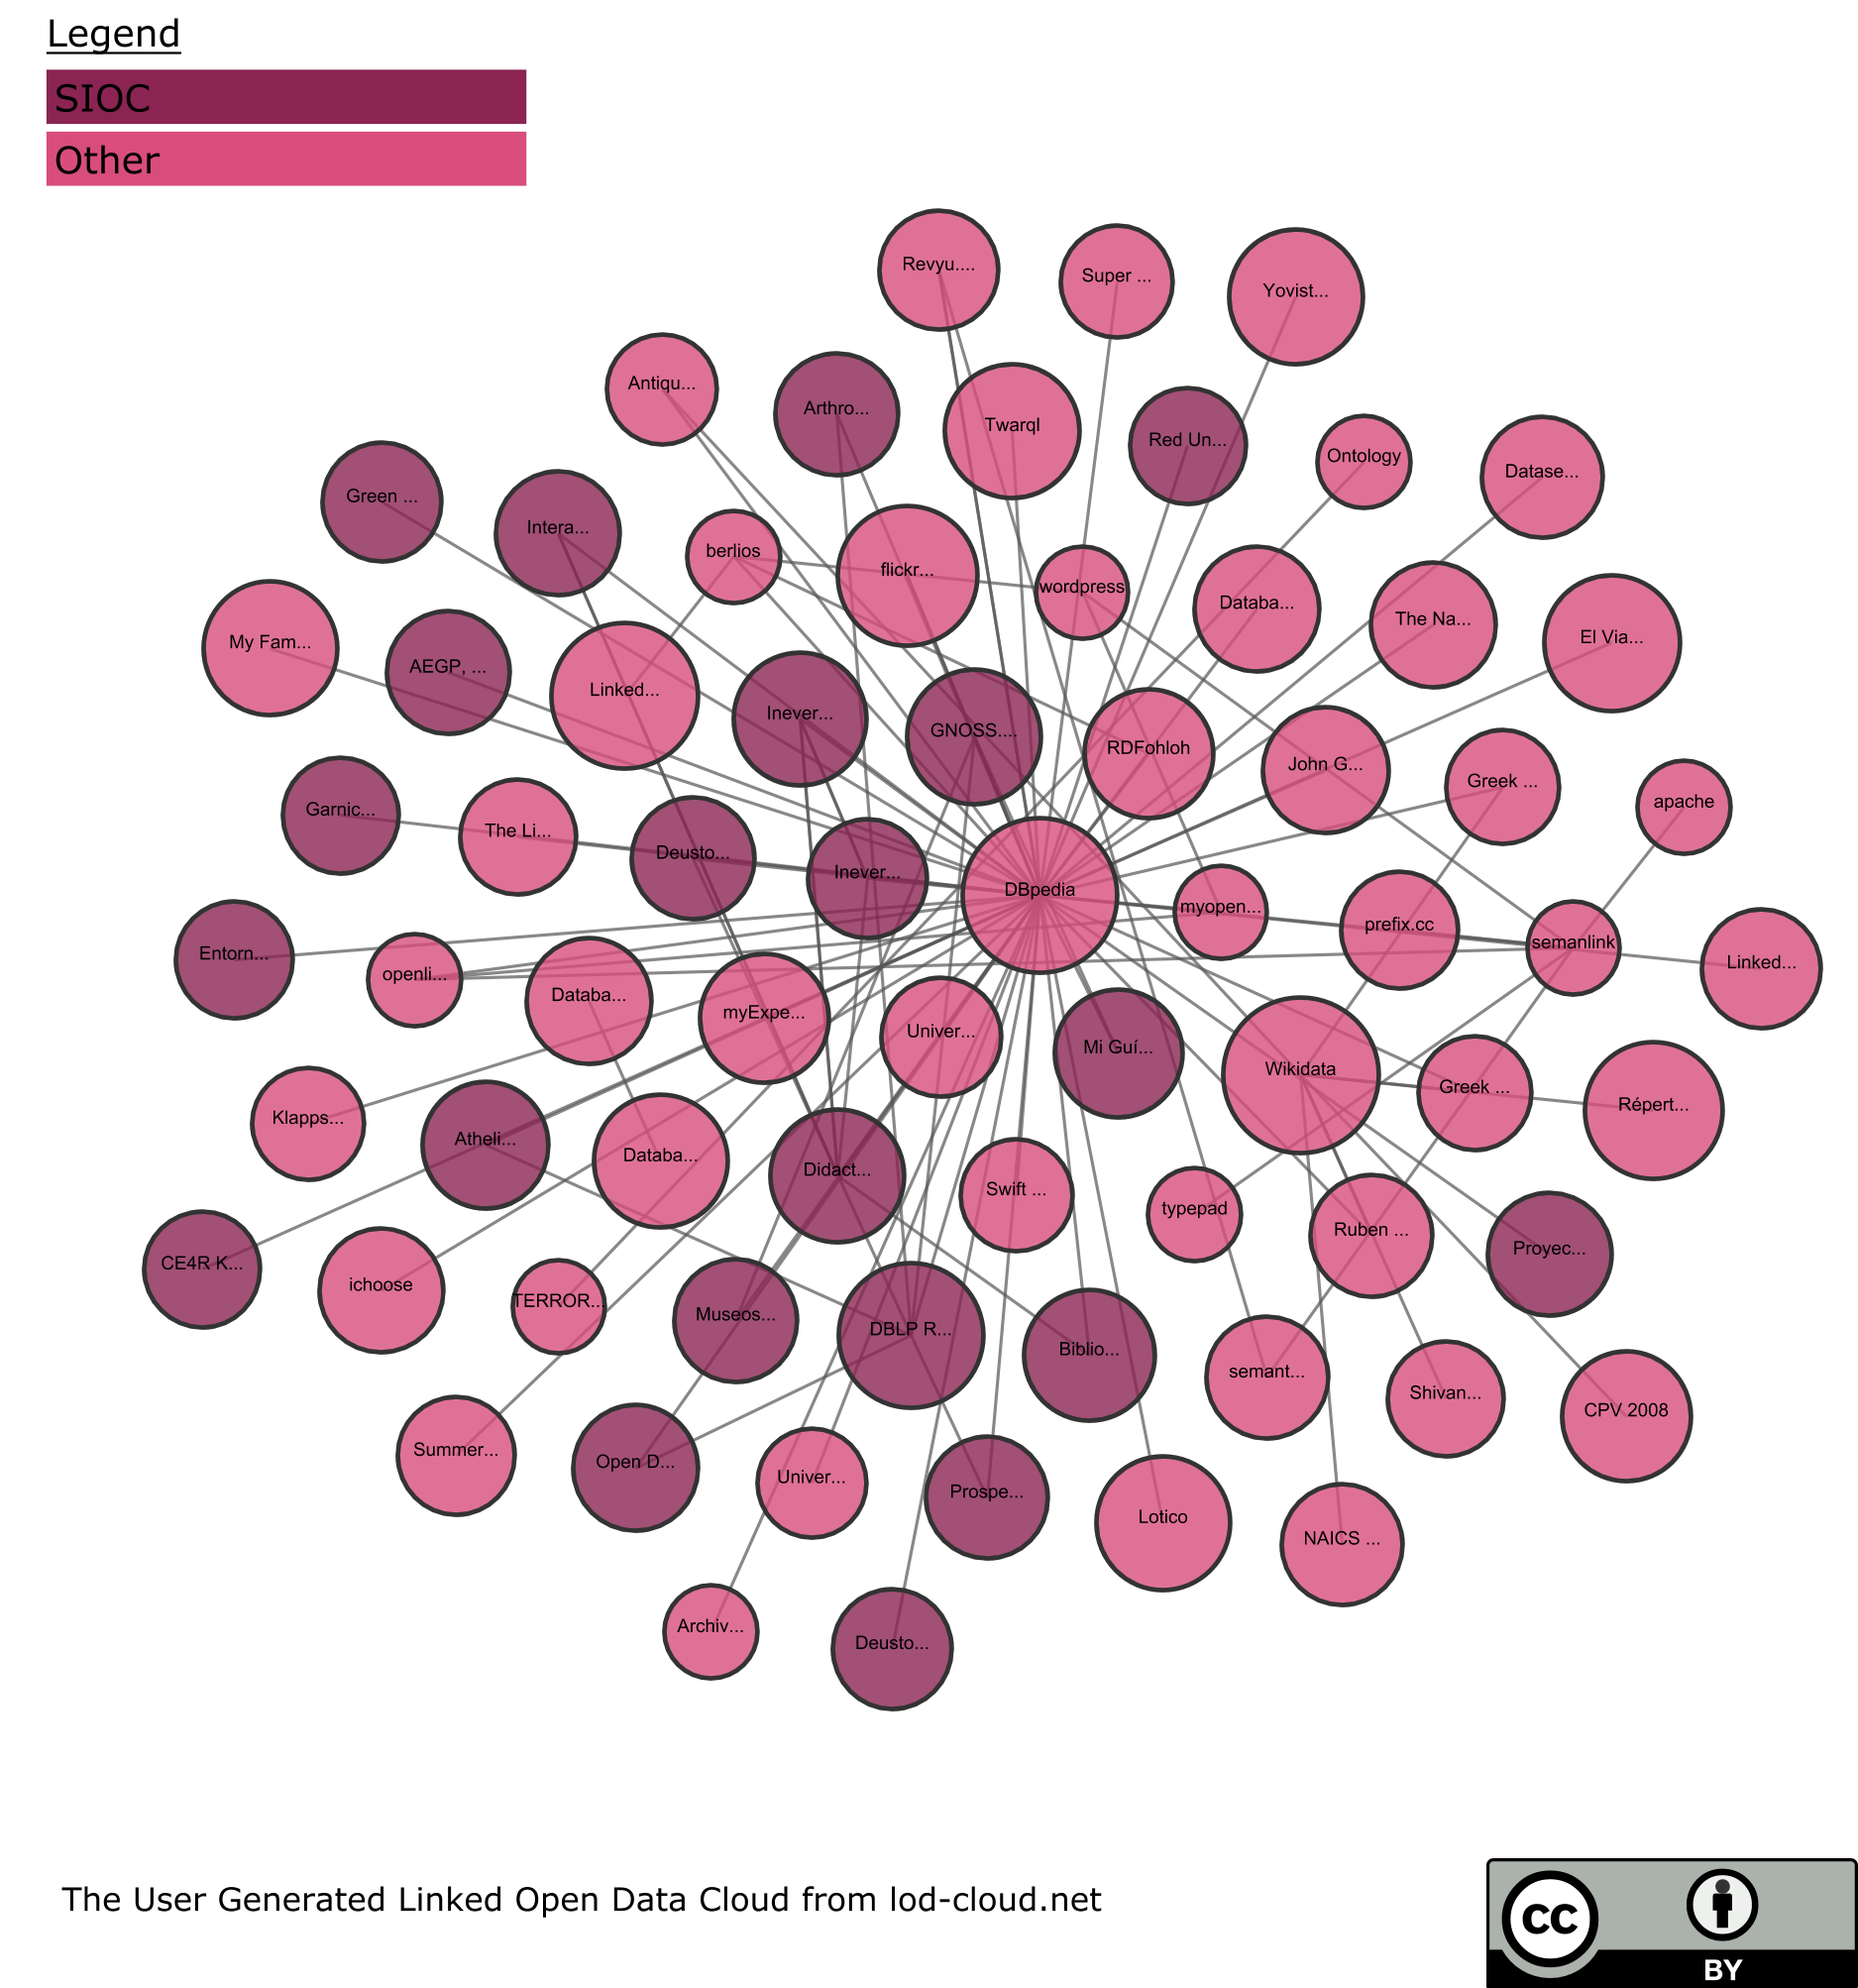 Legend
SIOC
Other
Revyu....
Super ...
Yovist...
Antiqu...
Arthro...
Twarql
Red Un...
Ontology
Datase...
Green ...
Intera...
berlios
flickr...
wordpress
Databa...
The Na...
El Via...
My Fam...
AEGP, ...
Linked...
Inever...
GNOSS....
RDFohloh
John G...
Greek ...
apache
Garnic...
The Li...
Deusto...
Inever...
DBpedia
myopen...
prefix.cc
semanlink
Linked...
Entorn...
openli...
Databa...
myExpe...
Univer...
Mi Guí...
Wikidata
Greek ...
Répert...
Klapps...
Atheli...
Databa...
Didact...
Swift ...
typepad
Ruben ...
Proyec...
CE4R K...
ichoose
TERROR...
Museos...
DBLP R...
Biblio...
semant...
Shivan...
CPV 2008
Summer...
Open D...
Univer...
Prospe...
Lotico
NAICS ...
Archiv...
Deusto...
The User Generated Linked Open Data Cloud from lod-cloud.net
cc
BY